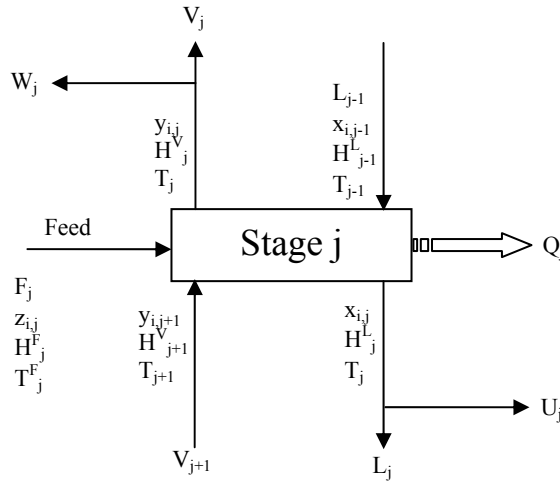 V_j
W_j
L_{j-1}
x_{i,j-1}
H^L_{j-1}
T_{j-1}
y_{i,j}
H^V_j
T_j
Feed
Stage j
Q_j
F_j
z_{i,j}
H^F_j
T^F_j
y_{i,j+1}
H^V_{j+1}
T_{j+1}
x_{i,j}
H^L_j
T_j
U_j
V_{j+1}
L_j